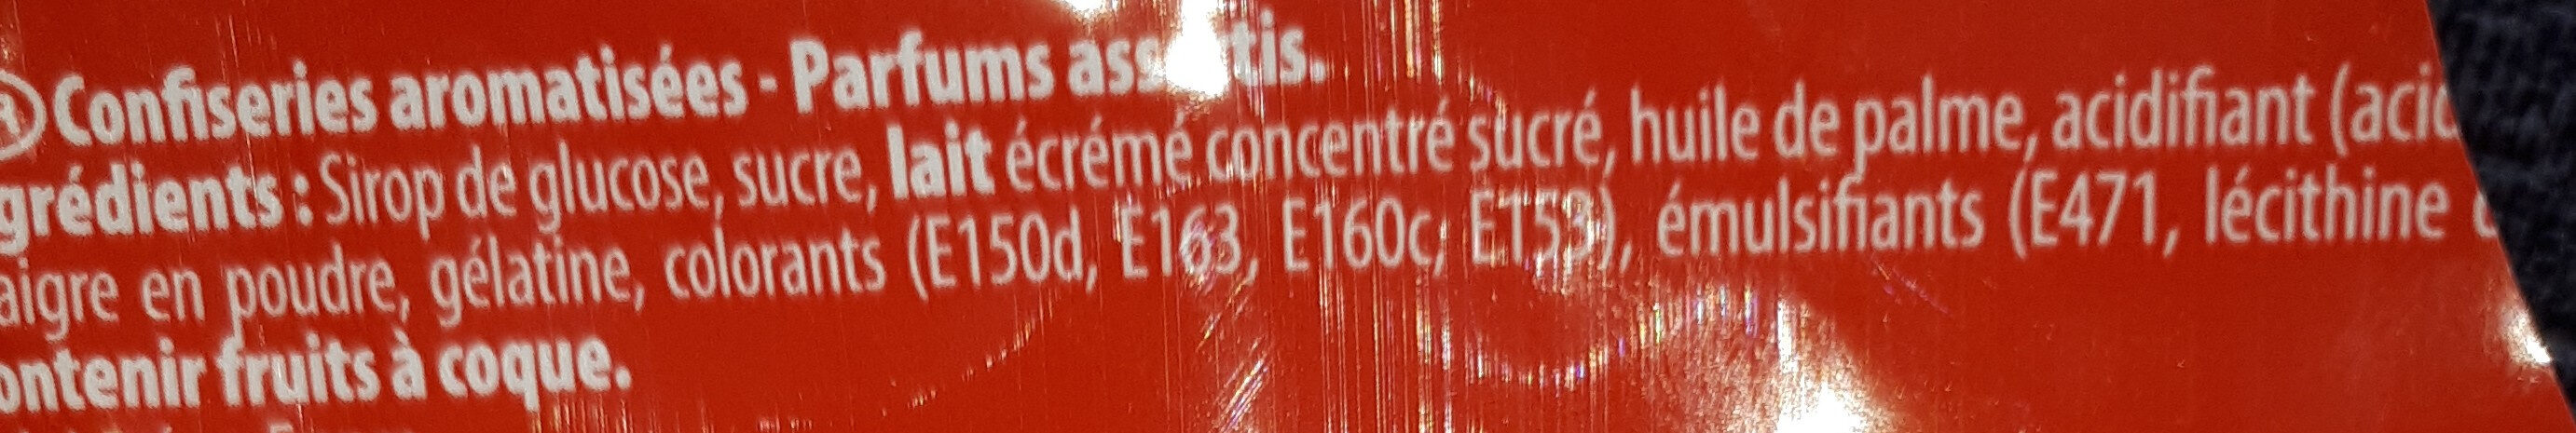 Confiseries aromatisées - Parfums
grédients : Sirop de glucose, sucre, lait écrémé concentré sucré, huile de palme, acidifiant (acid
aigre en poudre, gélatine, colorants (E150d, E163, E160c, E153), émulsifiants (E471, lécithine
ontenir fruits à coque.